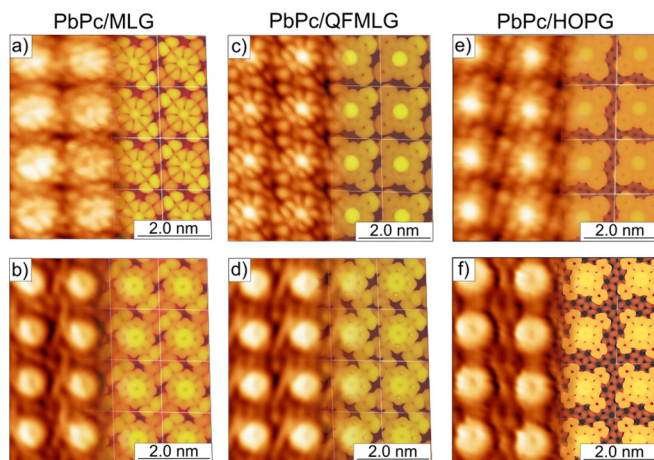 PbPc/MLG PbPc/QFMLG PbPc/HOPG
a) c) e)
2.0 nm 2.0 nm 2.0 nm
b) d) f)
2.0 nm 2.0 nm 2.0 nm